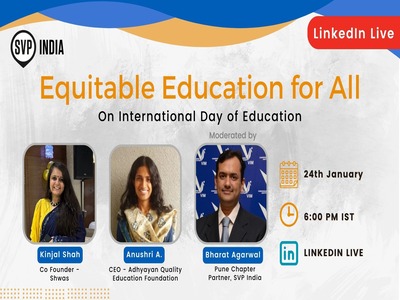 LinkedIn Live
SVP INDIA
Equitable Education for All
On International Day of Education
Moderated by
Kinjal Shah
Co Founder -
Shwas
Anushri A.
CEO - Adhyayan Quality
Education Foundation
Bharat Agarwal
Pune Chapter
Partner, SVP India
24th January
6:00 PM IST
in
LINKEDIN LIVE